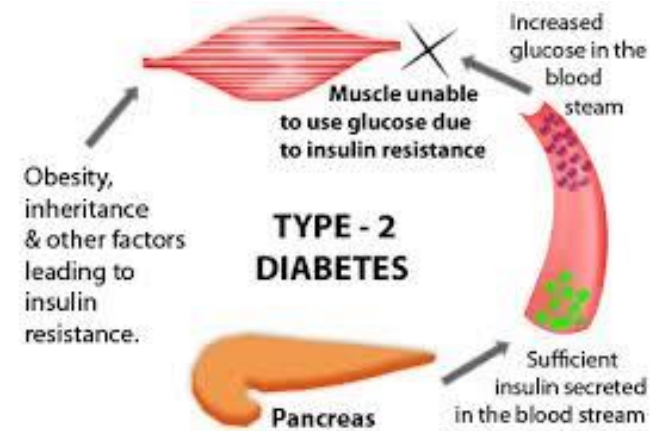 Increased
glucose in the
blood
steam
Muscle unable
to use glucose due
to insulin resistance
Obesity,
inheritance
& other factors
leading to
insulin
resistance.
TYPE - 2
DIABETES
Sufficient
insulin secreted
in the blood stream
Pancreas